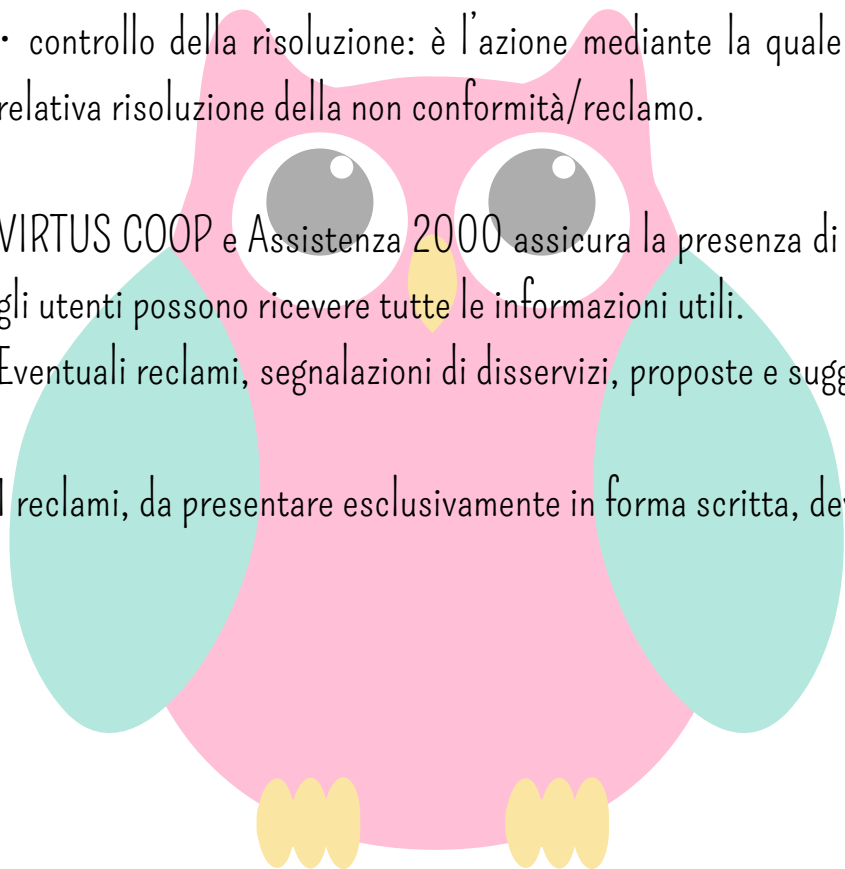 · controllo della risoluzione: è l’azione mediante la quale
relativa risoluzione della non conformità/reclamo.
VIRTUS COOP e Assistenza 2000 assicura la presenza di
gli utenti possono ricevere tutte le informazioni utili.
Eventuali reclami, segnalazioni di disservizi, proposte e sugg
I reclami, da presentare esclusivamente in forma scritta, dev